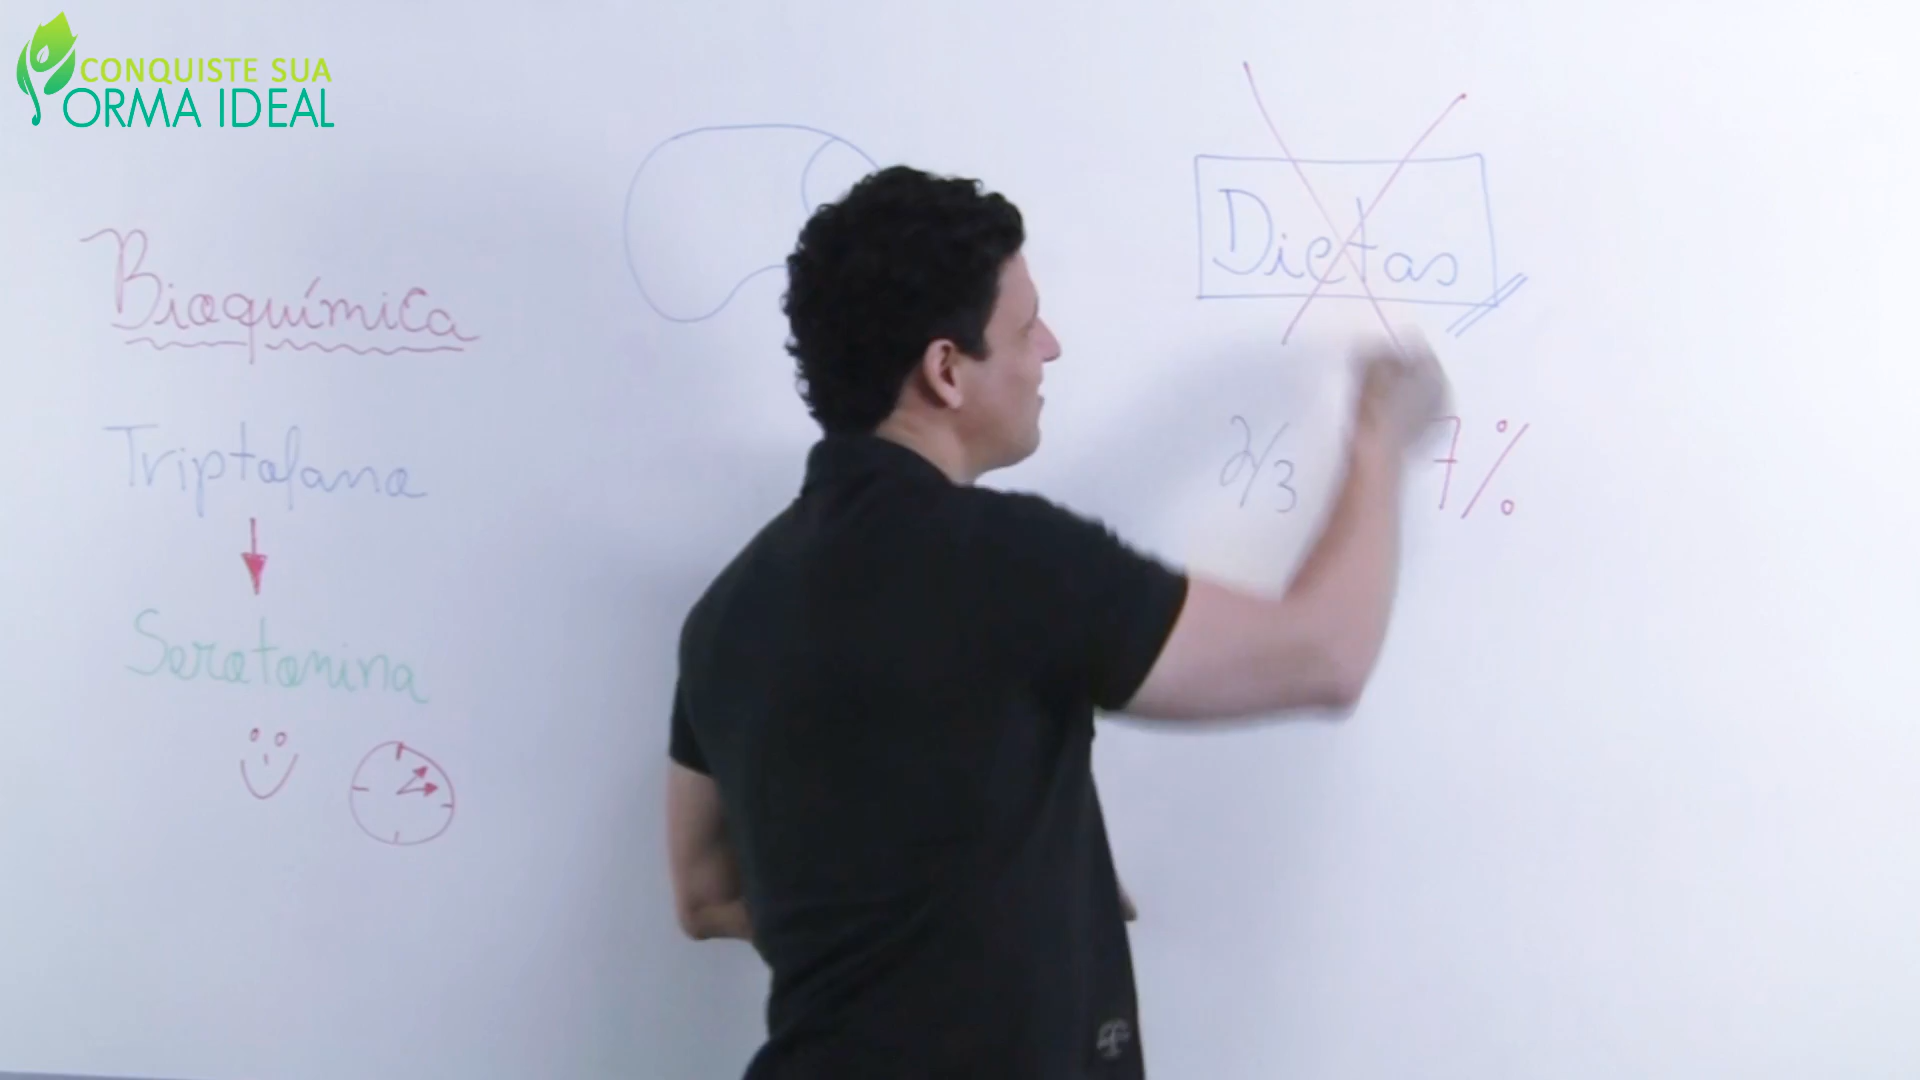 CONQUISTE SUA
FORMA IDEAL
Bioquímica
Triptofano
Serotonina
Dietas
2/3
7%